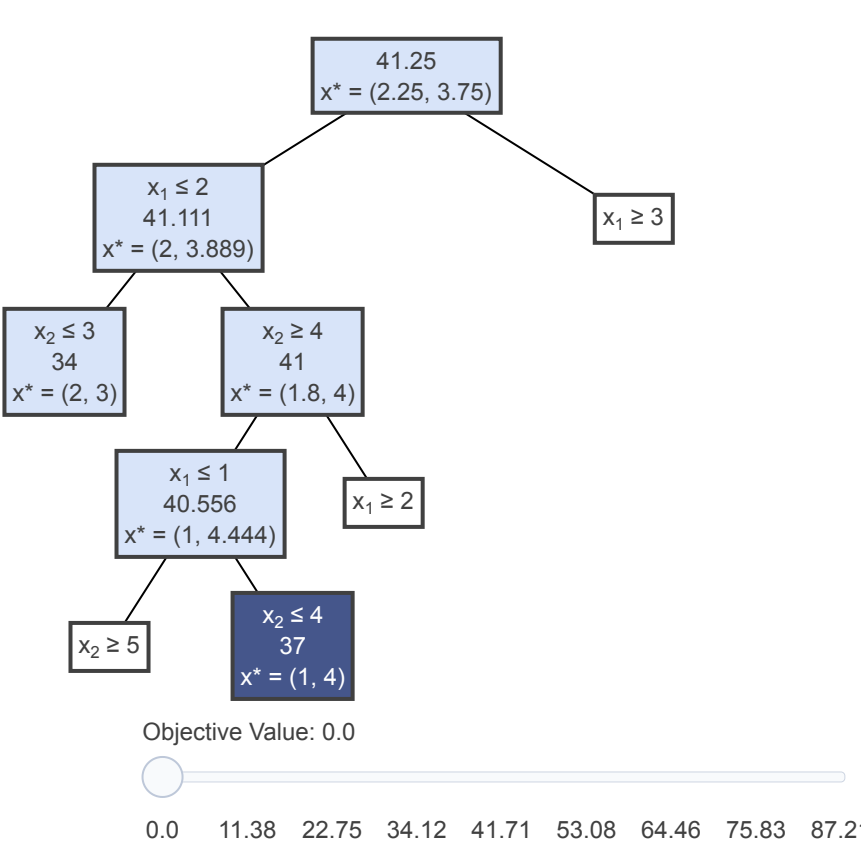 41.25
x* = (2.25, 3.75)
x₁ ≤ 2
41.111
x* = (2, 3.889)
x₁ ≥ 3
x₂ ≤ 3
34
x* = (2, 3)
x₂ ≥ 4
41
x* = (1.8, 4)
x₁ ≤ 1
40.556
x* = (1, 4.444)
x₁ ≥ 2
x₂ ≥ 5
x₂ ≤ 4
37
x* = (1, 4)
Objective Value: 0.0
0.0 11.38 22.75 34.12 41.71 53.08 64.46 75.83 87.21